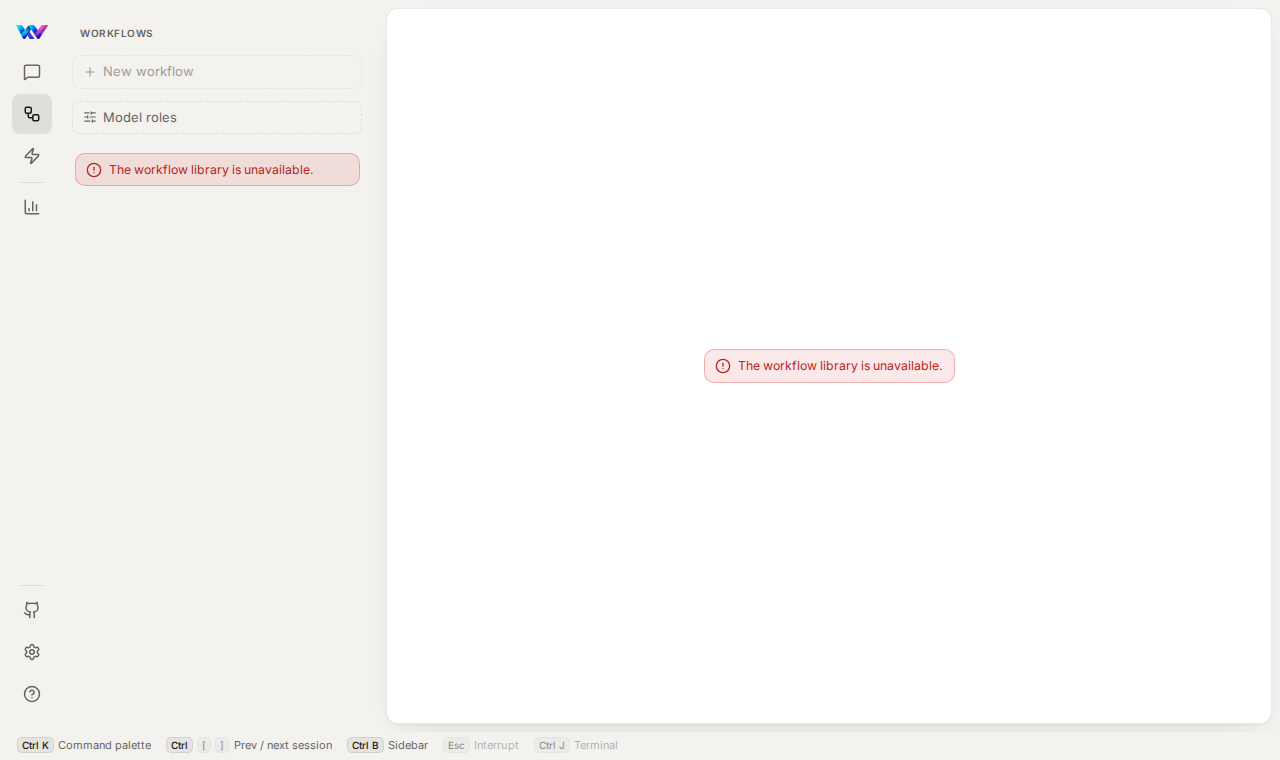 WORKFLOWS
New workflow
Model roles
The workflow library is unavailable.
The workflow library is unavailable.
Ctrl K Command palette Ctrl [ ] Prev / next session Ctrl B Sidebar Esc Interrupt Ctrl J Terminal